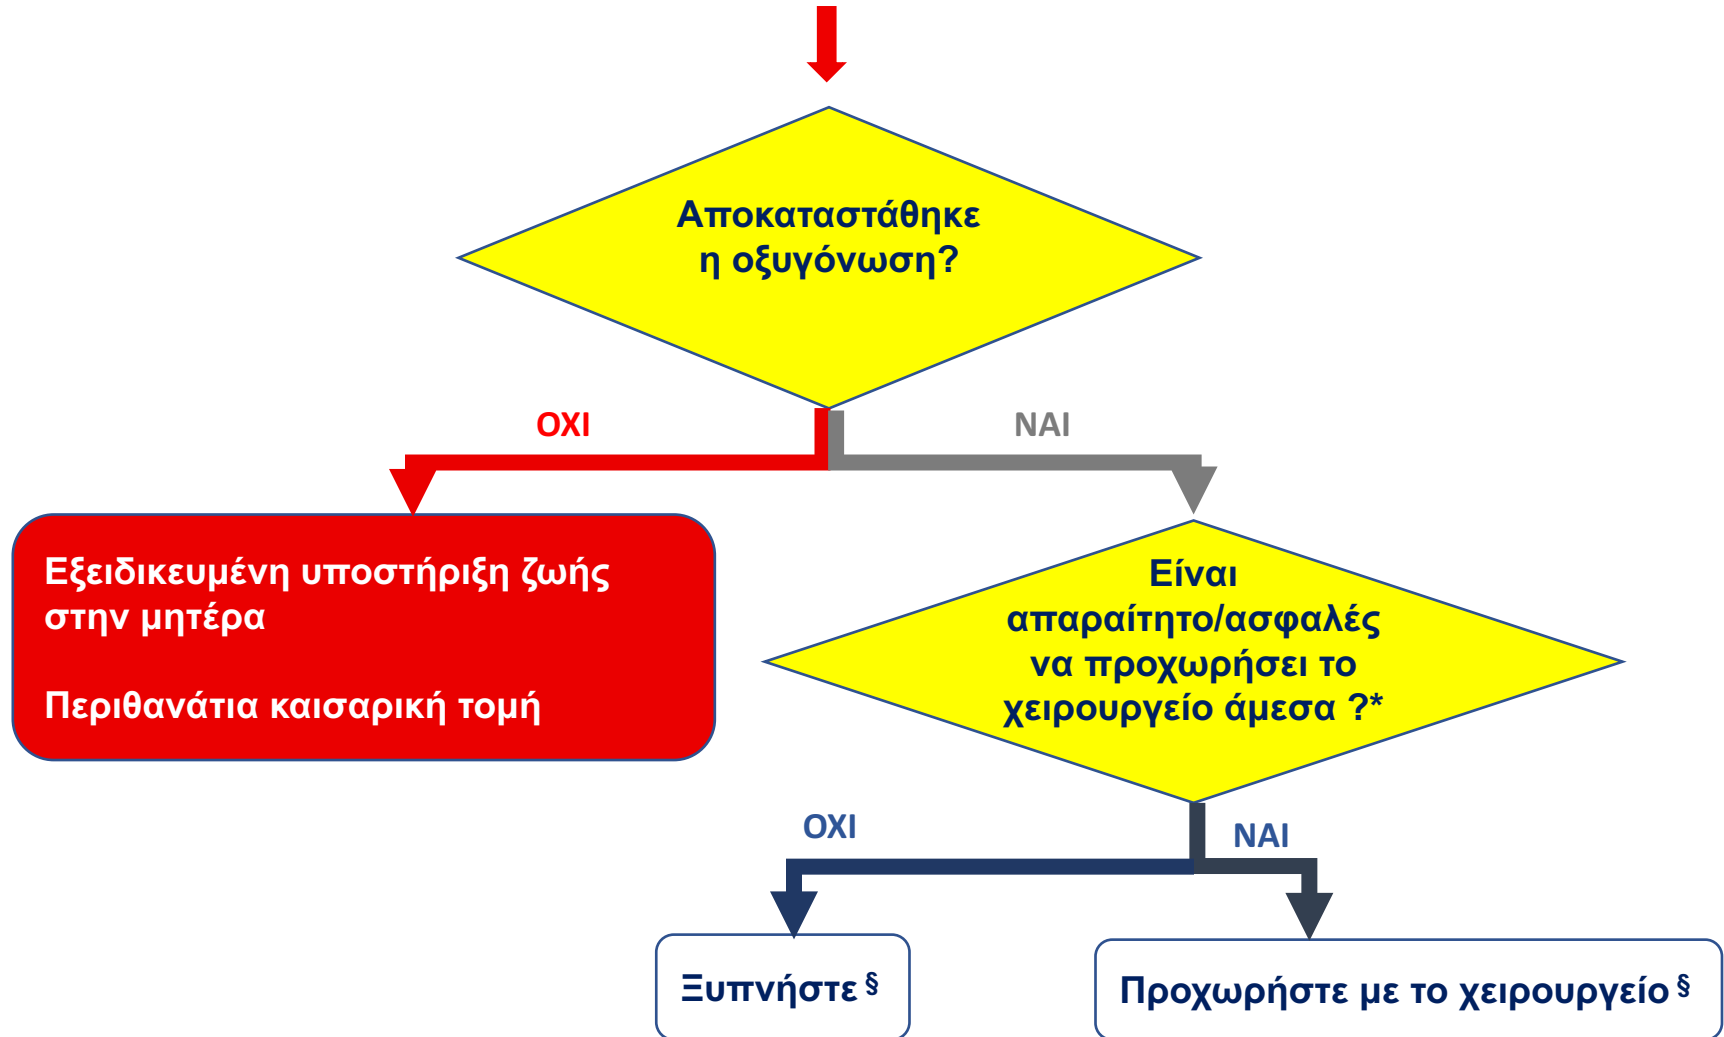 Αποκαταστάθηκε
η οξυγόνωση?
ΟΧΙ
ΝΑΙ
Εξειδικευμένη υποστήριξη ζωής
στην μητέρα
Περιθανάτια καισαρική τομή
Είναι
απαραίτητο/ασφαλές
να προχωρήσει το
χειρουργείο άμεσα ?*
ΟΧΙ
ΝΑΙ
Ξυπνήστε §
Προχωρήστε με το χειρουργείο §